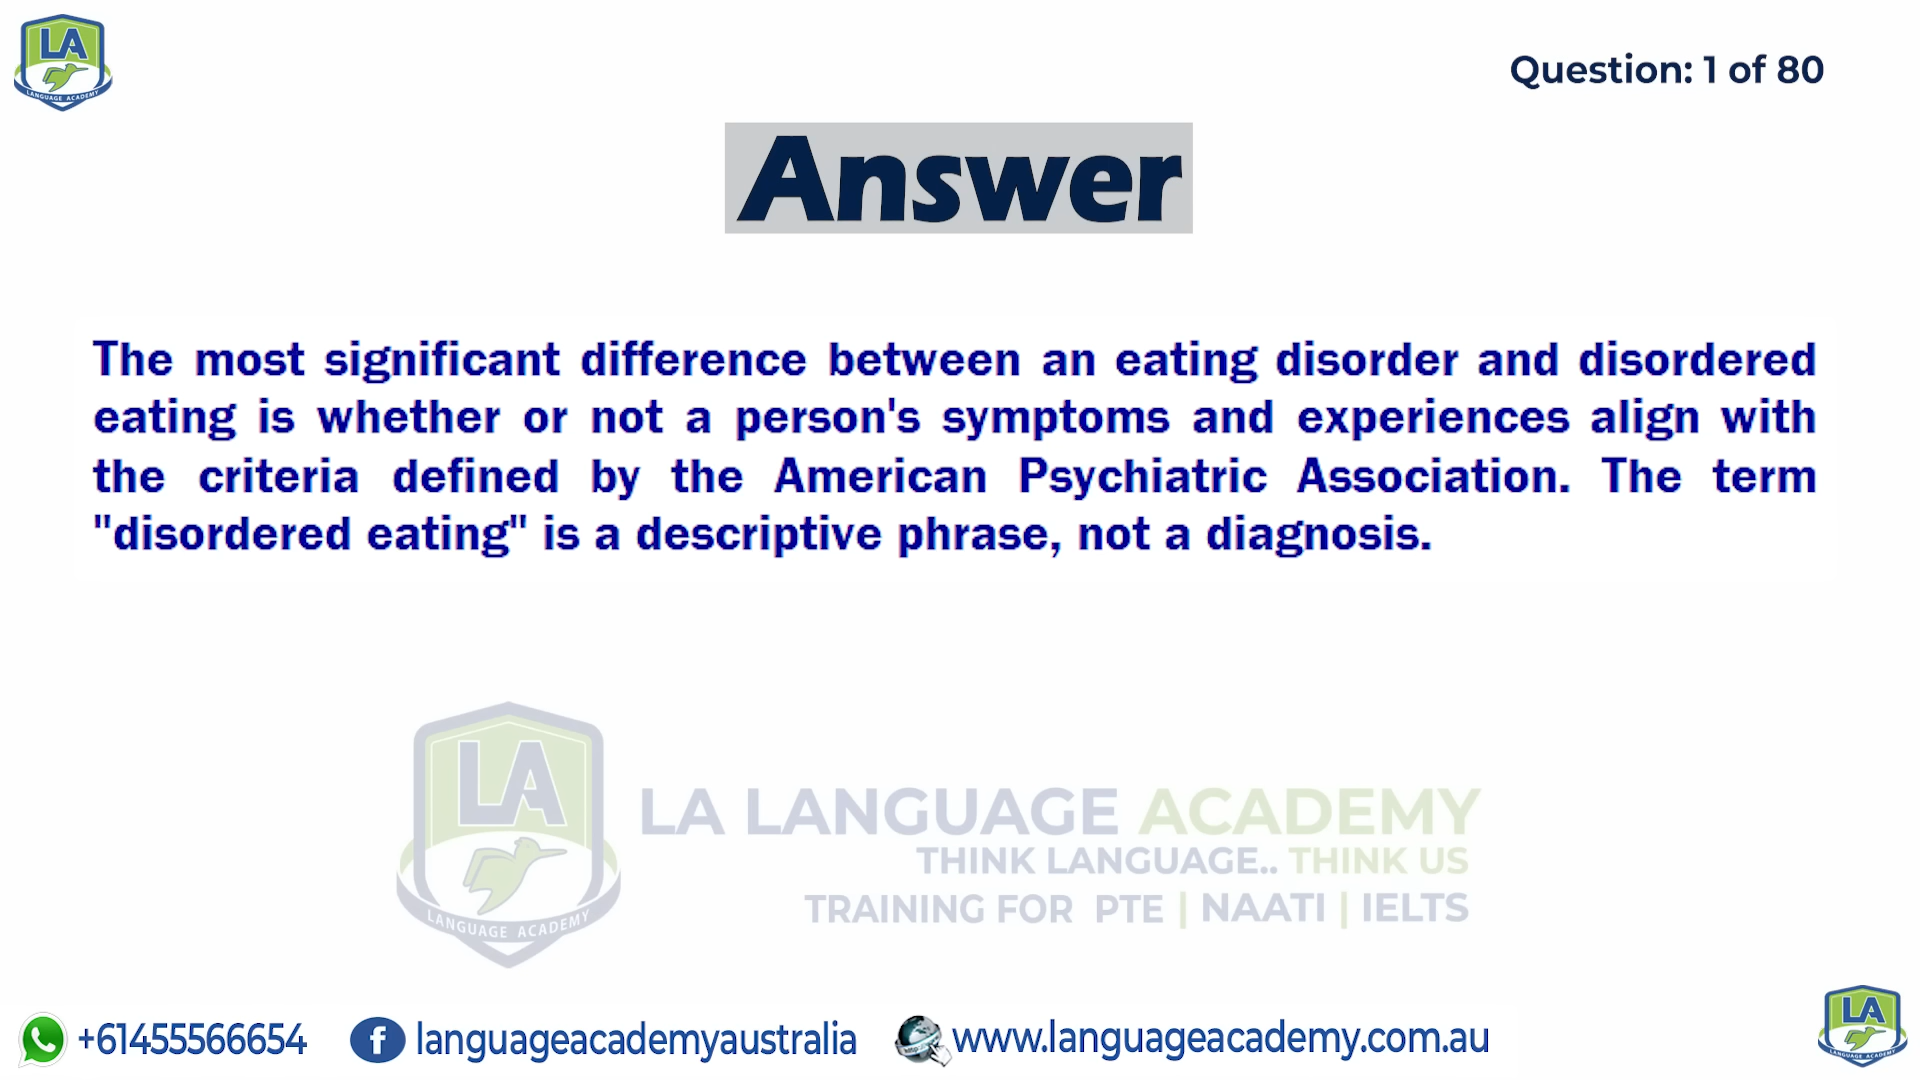 LA
LANGUAGE ACADEMY
Question: 1 of 80
Answer
The most significant difference between an eating disorder and disordered
eating is whether or not a person's symptoms and experiences align with
the criteria defined by the American Psychiatric Association. The term
"disordered eating" is a descriptive phrase, not a diagnosis.
LA
LANGUAGE ACADEMY
LA LANGUAGE ACADEMY
THINK LANGUAGE.. THINK US
TRAINING FOR PTE | NAATI | IELTS
+61455566654
f languageacademyaustralia
http:// www.languageacademy.com.au
LA
LANGUAGE ACADEMY